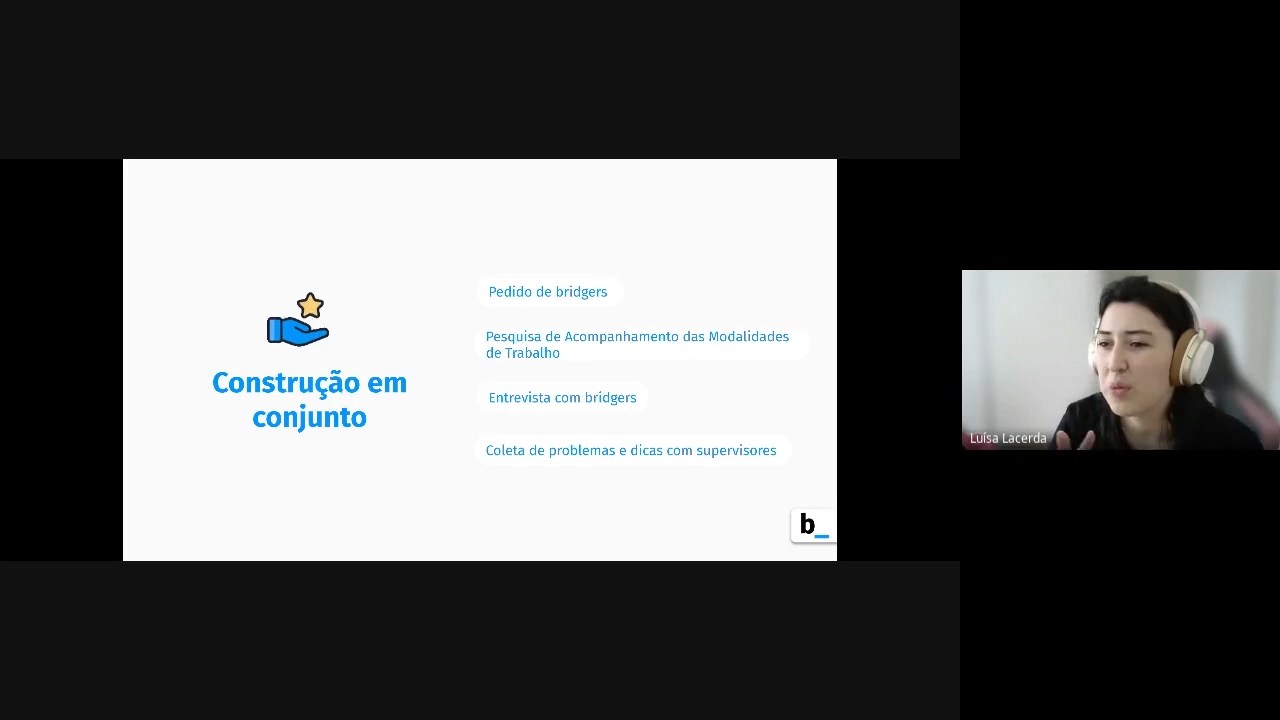 Construção em
conjunto
Pedido de bridgers
Pesquisa de Acompanhamento das Modalidades
de Trabalho
Entrevista com bridgers
Coleta de problemas e dicas com supervisores
b_
Luísa Lacerda